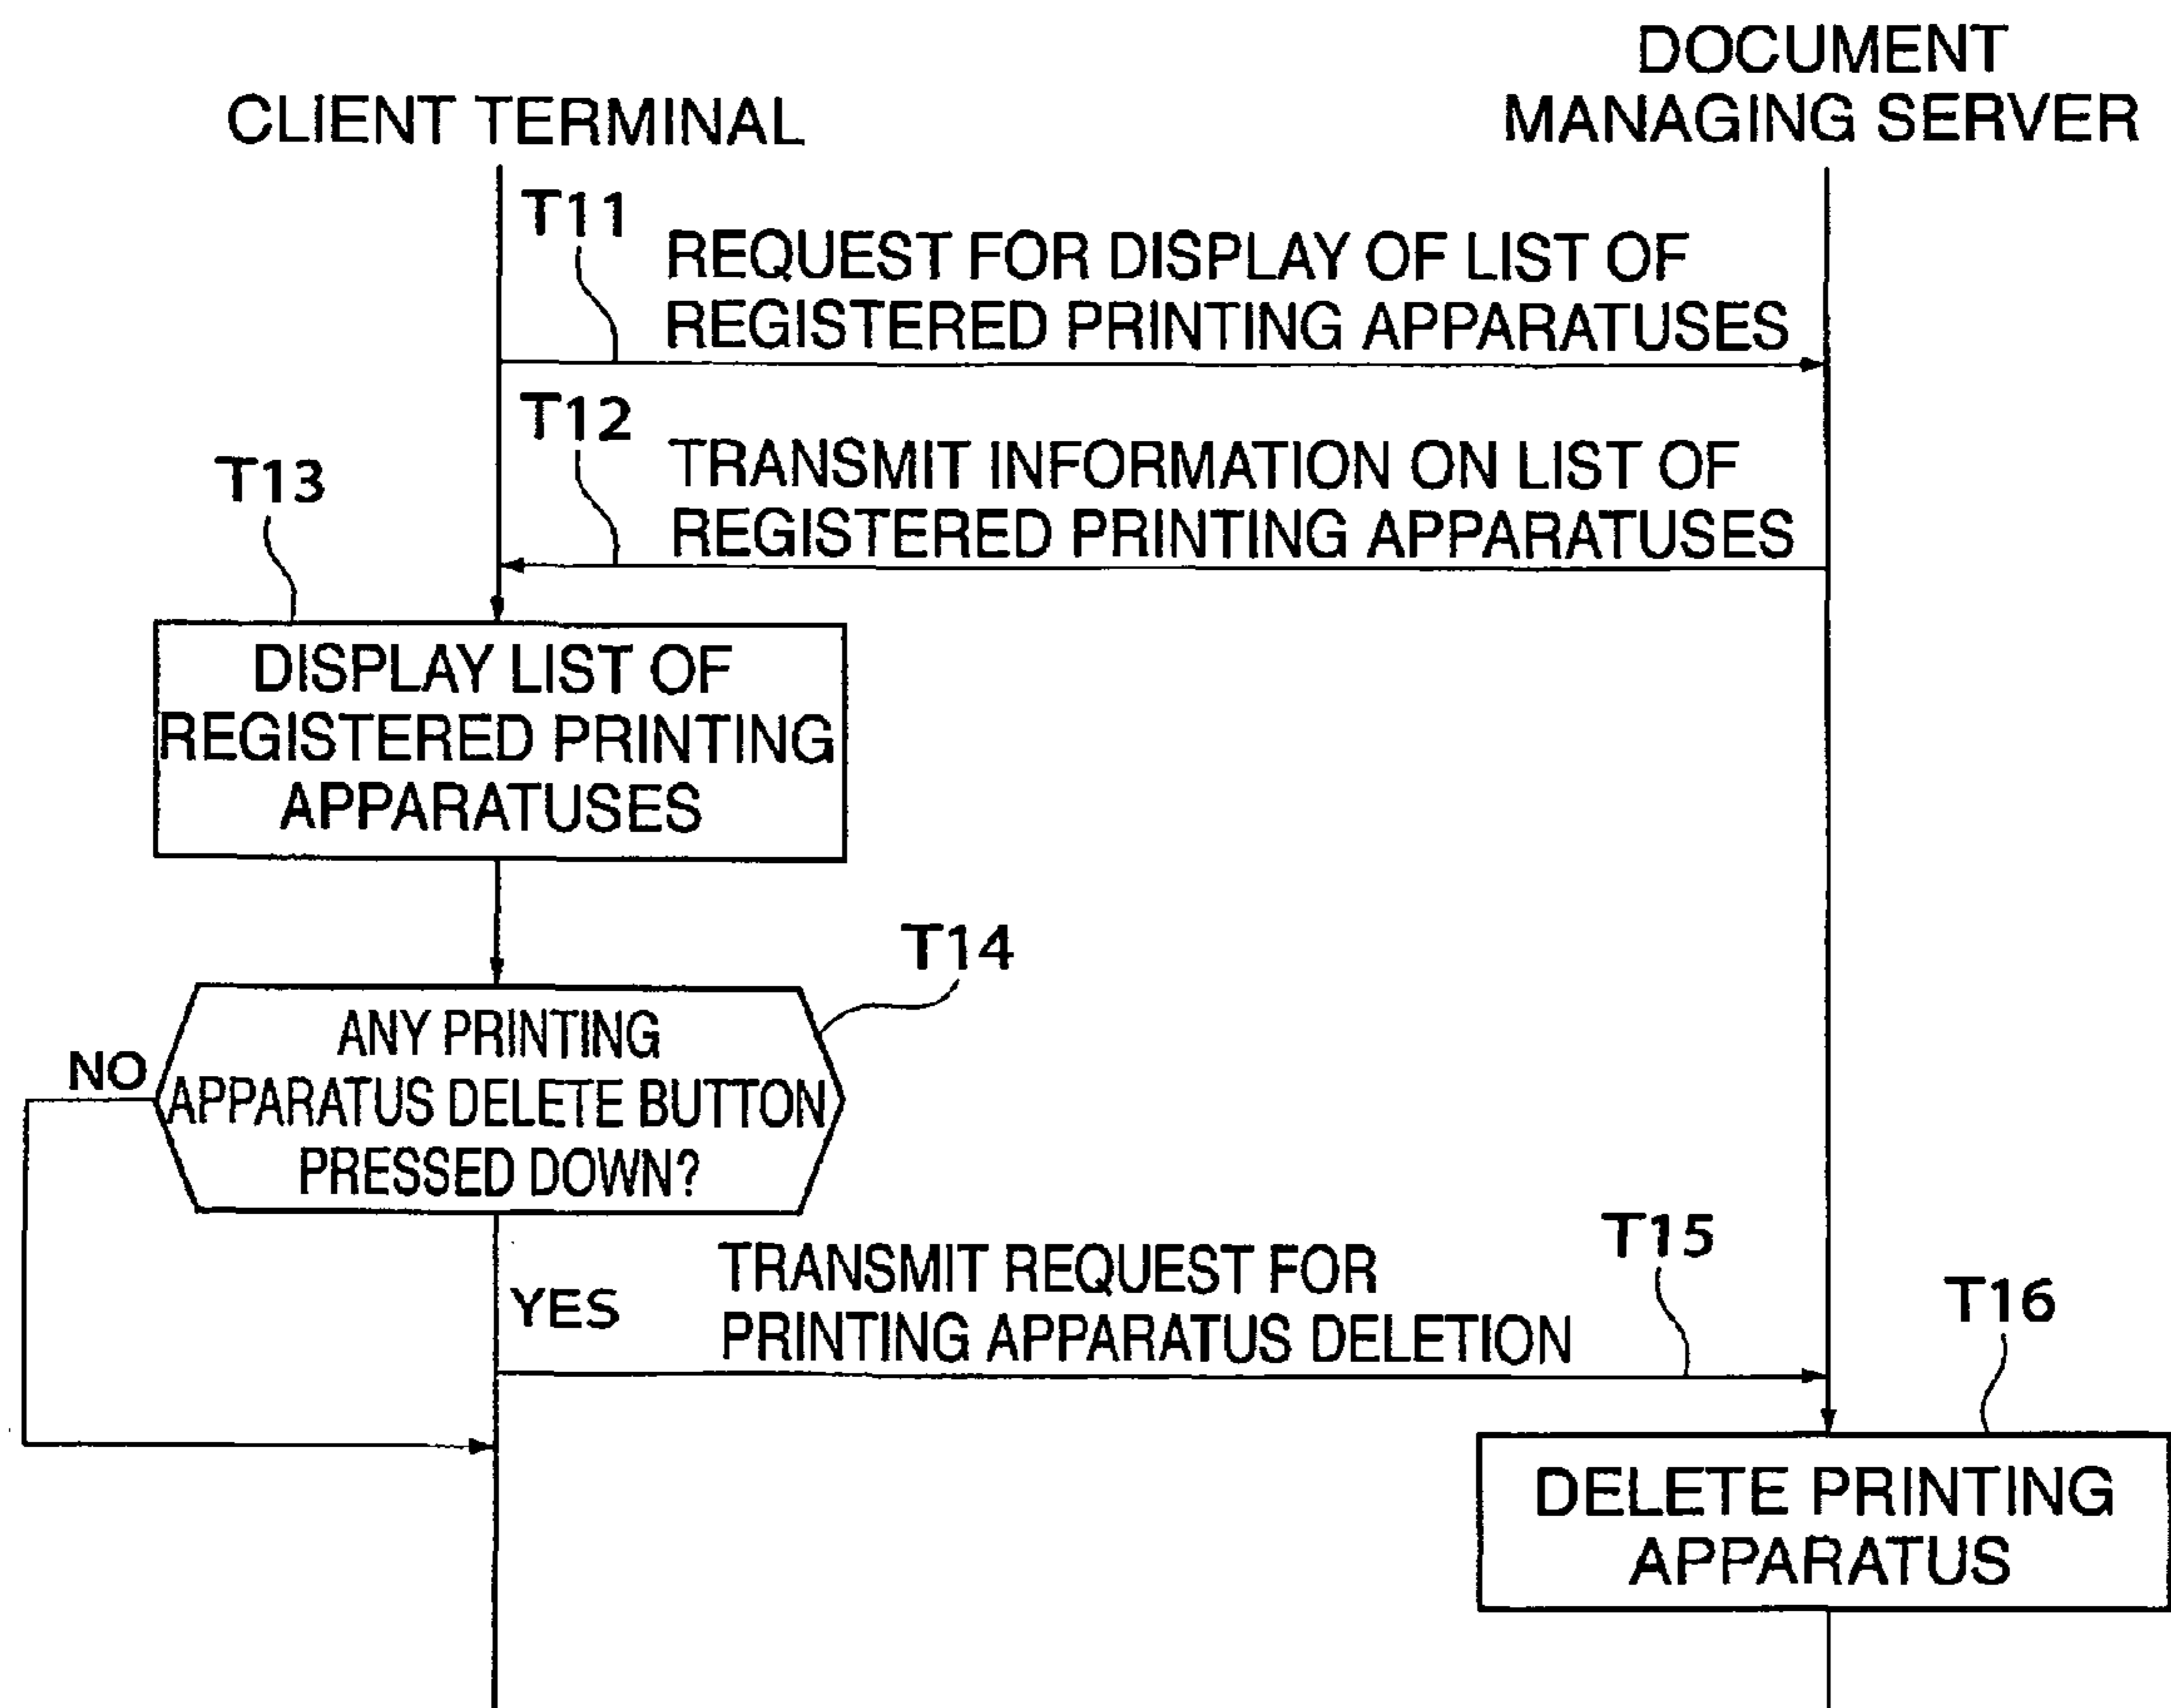 DOCUMENT
CLIENT TERMINAL
MANAGING SERVER
T11
REQUEST FOR DISPLAY OF LIST OF
REGISTERED PRINTING APPARATUSES
T12
TRANSMIT INFORMATION ON LIST OF
REGISTERED PRINTING APPARATUSES
T13
DISPLAY LIST OF
REGISTERED PRINTING
APPARATUSES
T14
ANY PRINTING
APPARATUS DELETE BUTTON
PRESSED DOWN?
NO
YES
TRANSMIT REQUEST FOR
PRINTING APPARATUS DELETION
T15
T16
DELETE PRINTING
APPARATUS